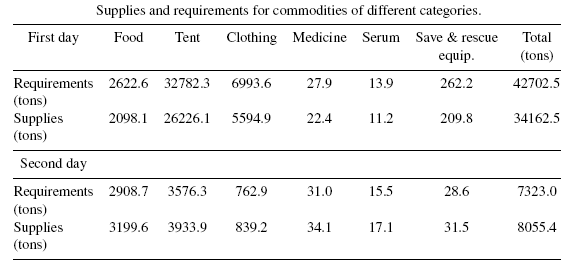 Supplies and requirements for commodities of different categories.
First day Food Tent Clothing Medicine Serum Save & rescue equip. Total (tons)
Requirements (tons) 2622.6 32782.3 6993.6 27.9 13.9 262.2 42702.5
Supplies (tons) 2098.1 26226.1 5594.9 22.4 11.2 209.8 34162.5
Second day
Requirements (tons) 2908.7 3576.3 762.9 31.0 15.5 28.6 7323.0
Supplies (tons) 3199.6 3933.9 839.2 34.1 17.1 31.5 8055.4